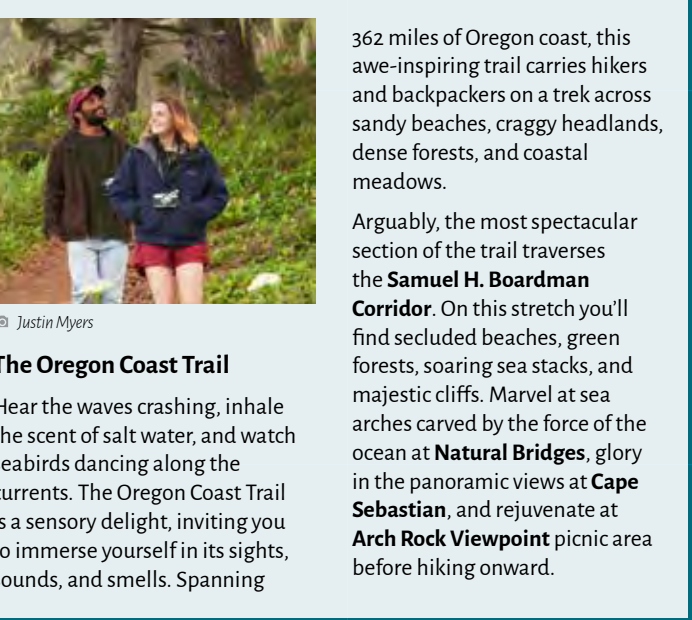 Justin Myers
The Oregon Coast Trail
Hear the waves crashing, inhale
the scent of salt water, and watch
seabirds dancing along the
currents. The Oregon Coast Trail
is a sensory delight, inviting you
to immerse yourself in its sights,
sounds, and smells. Spanning
362 miles of Oregon coast, this
awe-inspiring trail carries hikers
and backpackers on a trek across
sandy beaches, craggy headlands,
dense forests, and coastal
meadows.
Arguably, the most spectacular
section of the trail traverses
the Samuel H. Boardman
Corridor. On this stretch you'll
find secluded beaches, green
forests, soaring sea stacks, and
majestic cliffs. Marvel at sea
arches carved by the force of the
ocean at Natural Bridges, glory
in the panoramic views at Cape
Sebastian, and rejuvenate at
Arch Rock Viewpoint picnic area
before hiking onward.